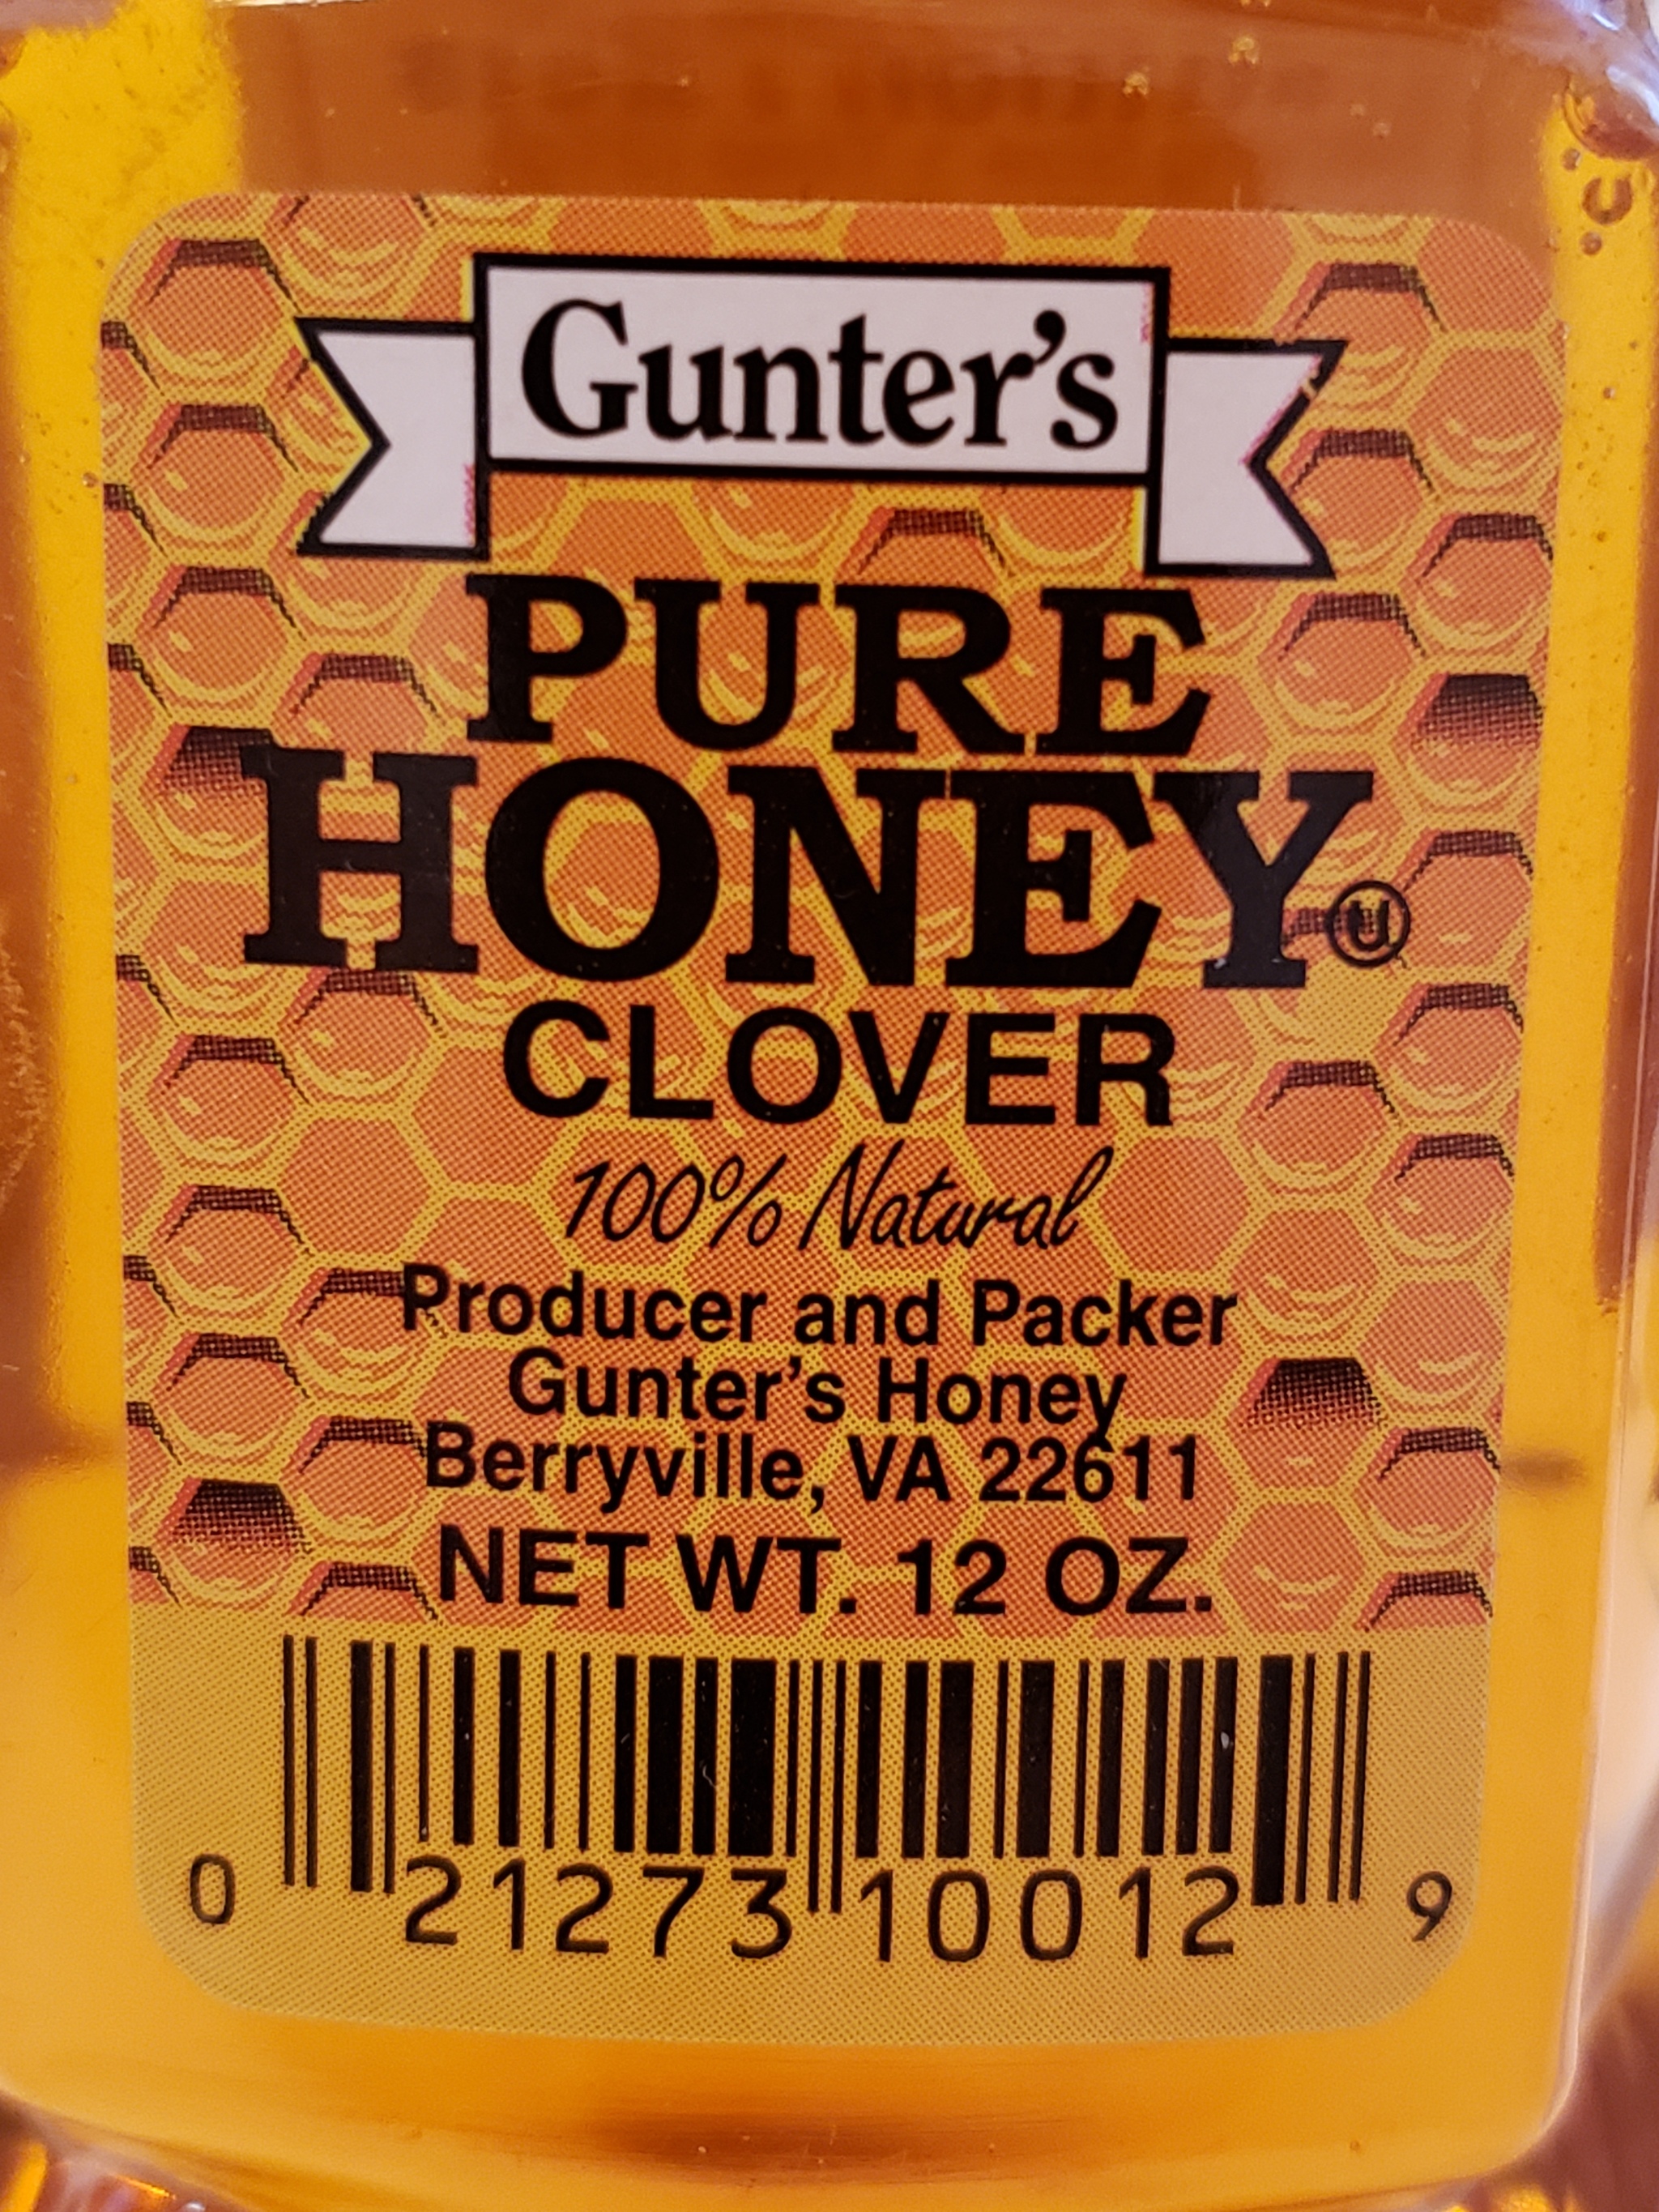 Gunter's
PURE
HONEY Ⓤ
CLOVER
100% Natural
Producer and Packer
Gunter's Honey
Berryville, VA 22611
NET WT. 12 OZ.
0 21273 10012 9